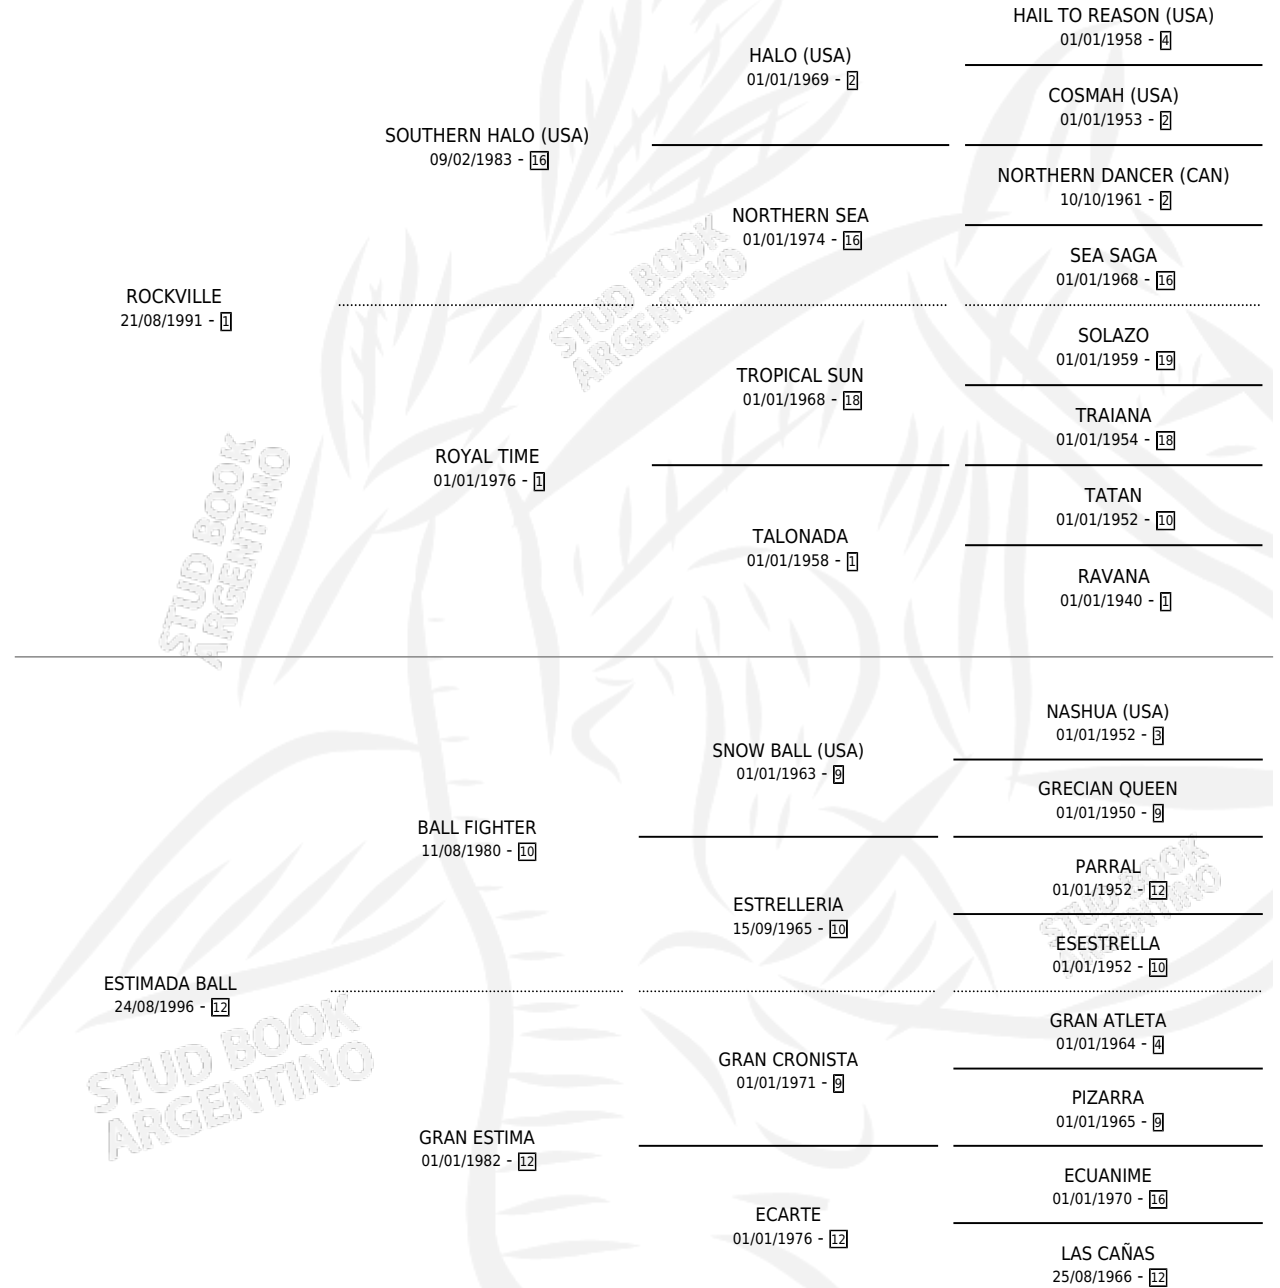 HAIL TO REASON (USA)
01/01/1958 - 4
HALO (USA)
01/01/1969 - 2
COSMAH (USA)
01/01/1953 - 2
SOUTHERN HALO (USA)
09/02/1983 - 16
NORTHERN DANCER (CAN)
10/10/1961 - 2
NORTHERN SEA
01/01/1974 - 16
SEA SAGA
01/01/1968 - 16
ROCKVILLE
21/08/1991 - 1
SOLAZO
01/01/1959 - 19
TROPICAL SUN
01/01/1968 - 18
TRAIANA
01/01/1954 - 18
ROYAL TIME
01/01/1976 - 1
TATAN
01/01/1952 - 10
TALONADA
01/01/1958 - 1
RAVANA
01/01/1940 - 1
NASHUA (USA)
01/01/1952 - 3
SNOW BALL (USA)
01/01/1963 - 9
GRECIAN QUEEN
01/01/1950 - 9
BALL FIGHTER
11/08/1980 - 10
PARRAL
01/01/1952 - 12
ESTRELLERIA
15/09/1965 - 10
ESESTRELLA
01/01/1952 - 10
ESTIMADA BALL
24/08/1996 - 12
GRAN ATLETA
01/01/1964 - 4
GRAN CRONISTA
01/01/1971 - 9
PIZARRA
01/01/1965 - 9
GRAN ESTIMA
01/01/1982 - 12
ECUANIME
01/01/1970 - 16
ECARTE
01/01/1976 - 12
LAS CAÑAS
25/08/1966 - 12
STUD BOOK
ARGENTINO
STUD BOOK
ARGENTINO
STUD BOOK
ARGENTINO
STUD BOOK
ARGENTINO